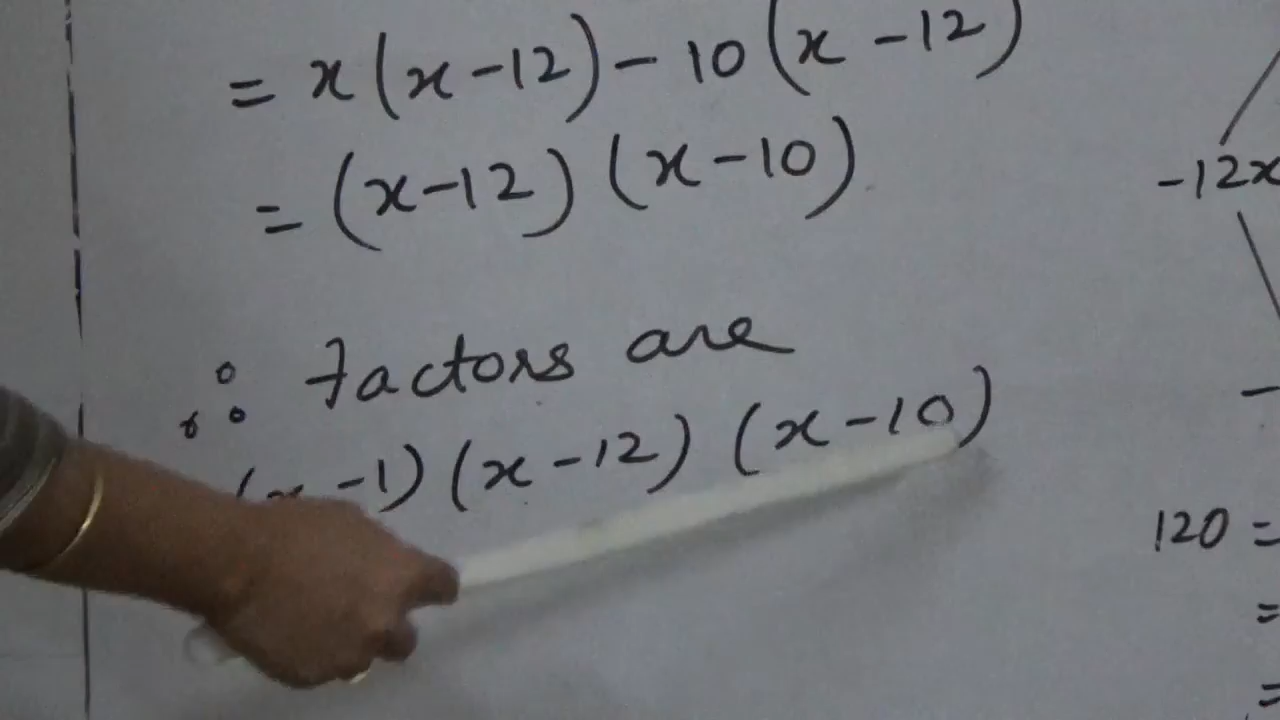 = x(x-12)-10(x-12)
= (x-12)(x-10)
∴ Factors are
(x-1)(x-12)(x-10)
-12x
120 =
=
=